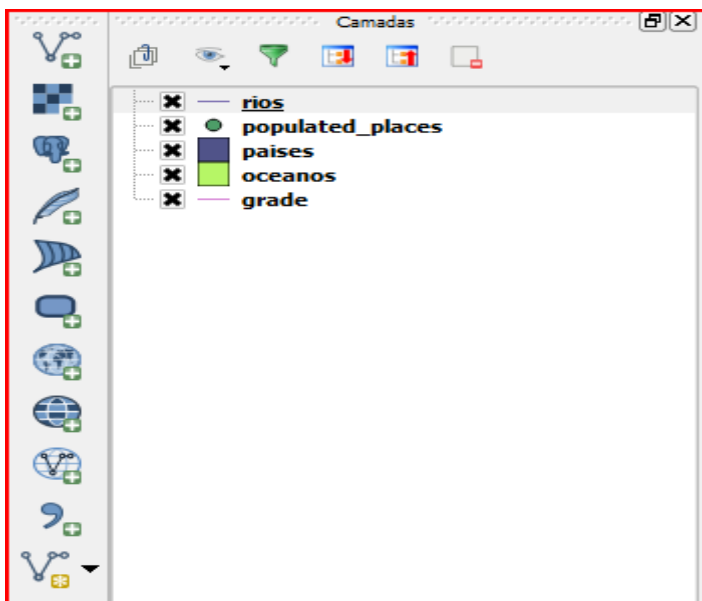 Camadas
rios
populated_places
paises
oceanos
grade